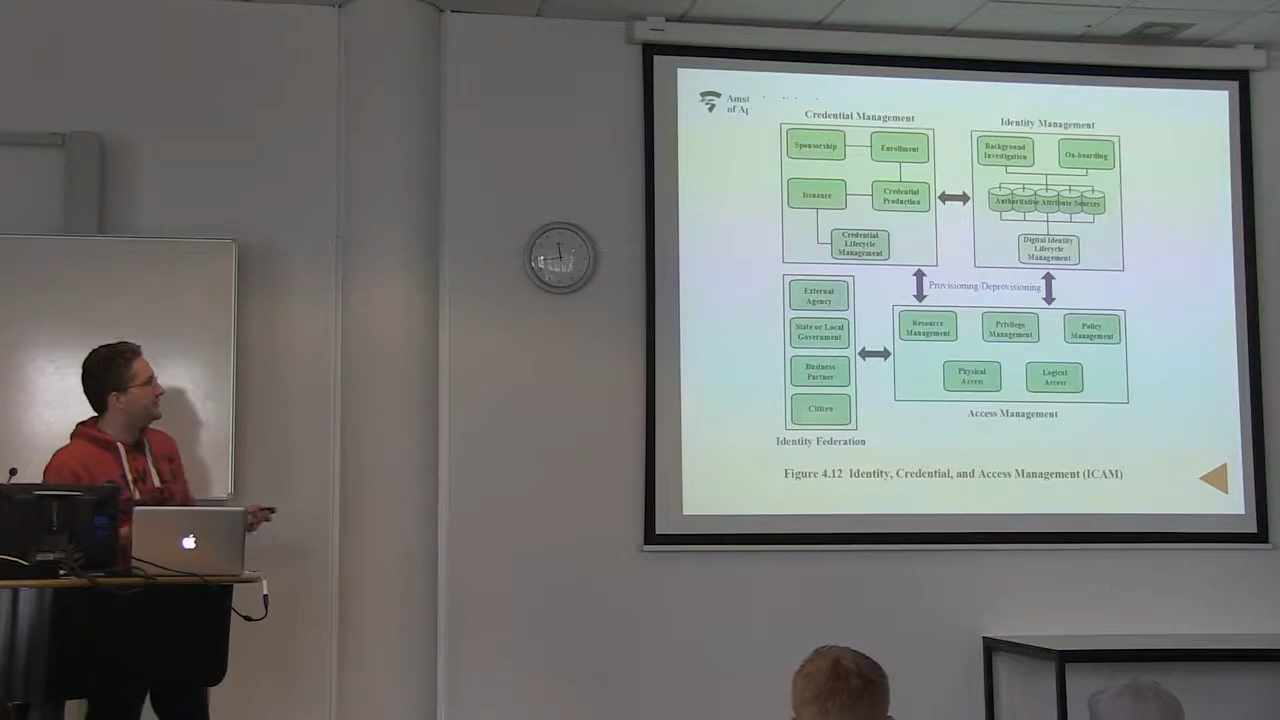 Amst
of Ap
Credential Management
Identity Management
Sponsorship
Enrollment
Issuance
Credential
Production
Credential
Lifecycle
Management
Background
Investigation
On-boarding
Authoritative Attribute Sources
Digital Identity
Lifecycle
Management
Provisioning/Deprovisioning
External
Agency
State or Local
Government
Business
Partner
Citizen
Identity Federation
Resource
Management
Privilege
Management
Policy
Management
Physical
Access
Logical
Access
Access Management
Figure 4.12 Identity, Credential, and Access Management (ICAM)